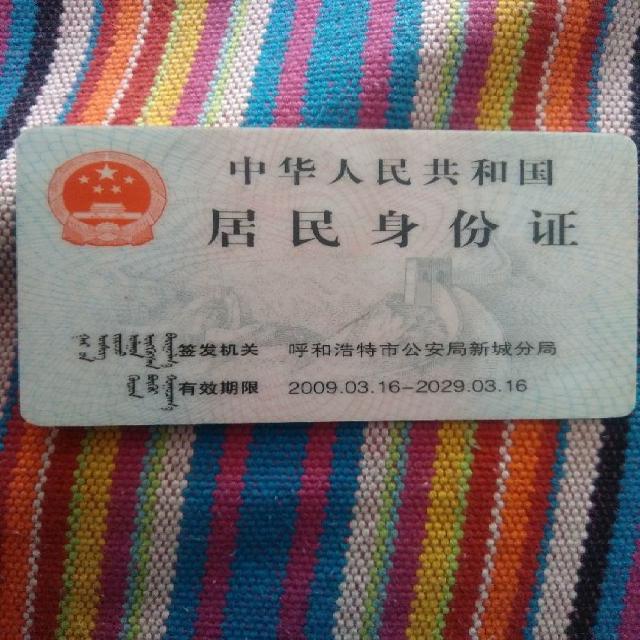 中华人民共和国
居民身份证
签发机关 呼和浩特市公安局新城分局
有效期限 2009.03.16-2029.03.16